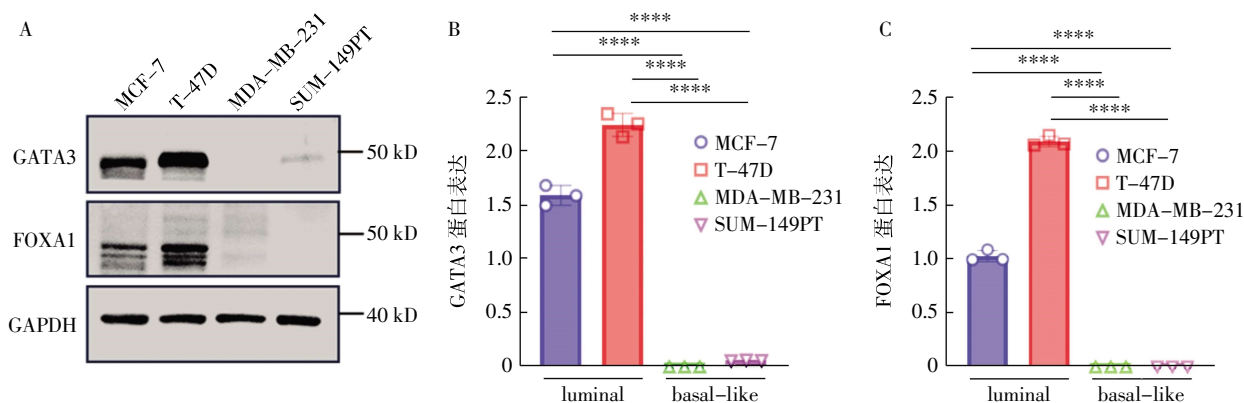 A
MCF-7
T-47D
MDA-MB-231
SUM-149PT
GATA3
50 kD
FOXA1
50 kD
GAPDH
40 kD
B
****
****
****
****
GATA3 蛋白表达
2.5
2.0
1.5
1.0
0.5
0
MCF-7
T-47D
MDA-MB-231
SUM-149PT
luminal
basal-like
C
****
****
****
****
FOXA1 蛋白表达
2.5
2.0
1.5
1.0
0.5
0
MCF-7
T-47D
MDA-MB-231
SUM-149PT
luminal
basal-like